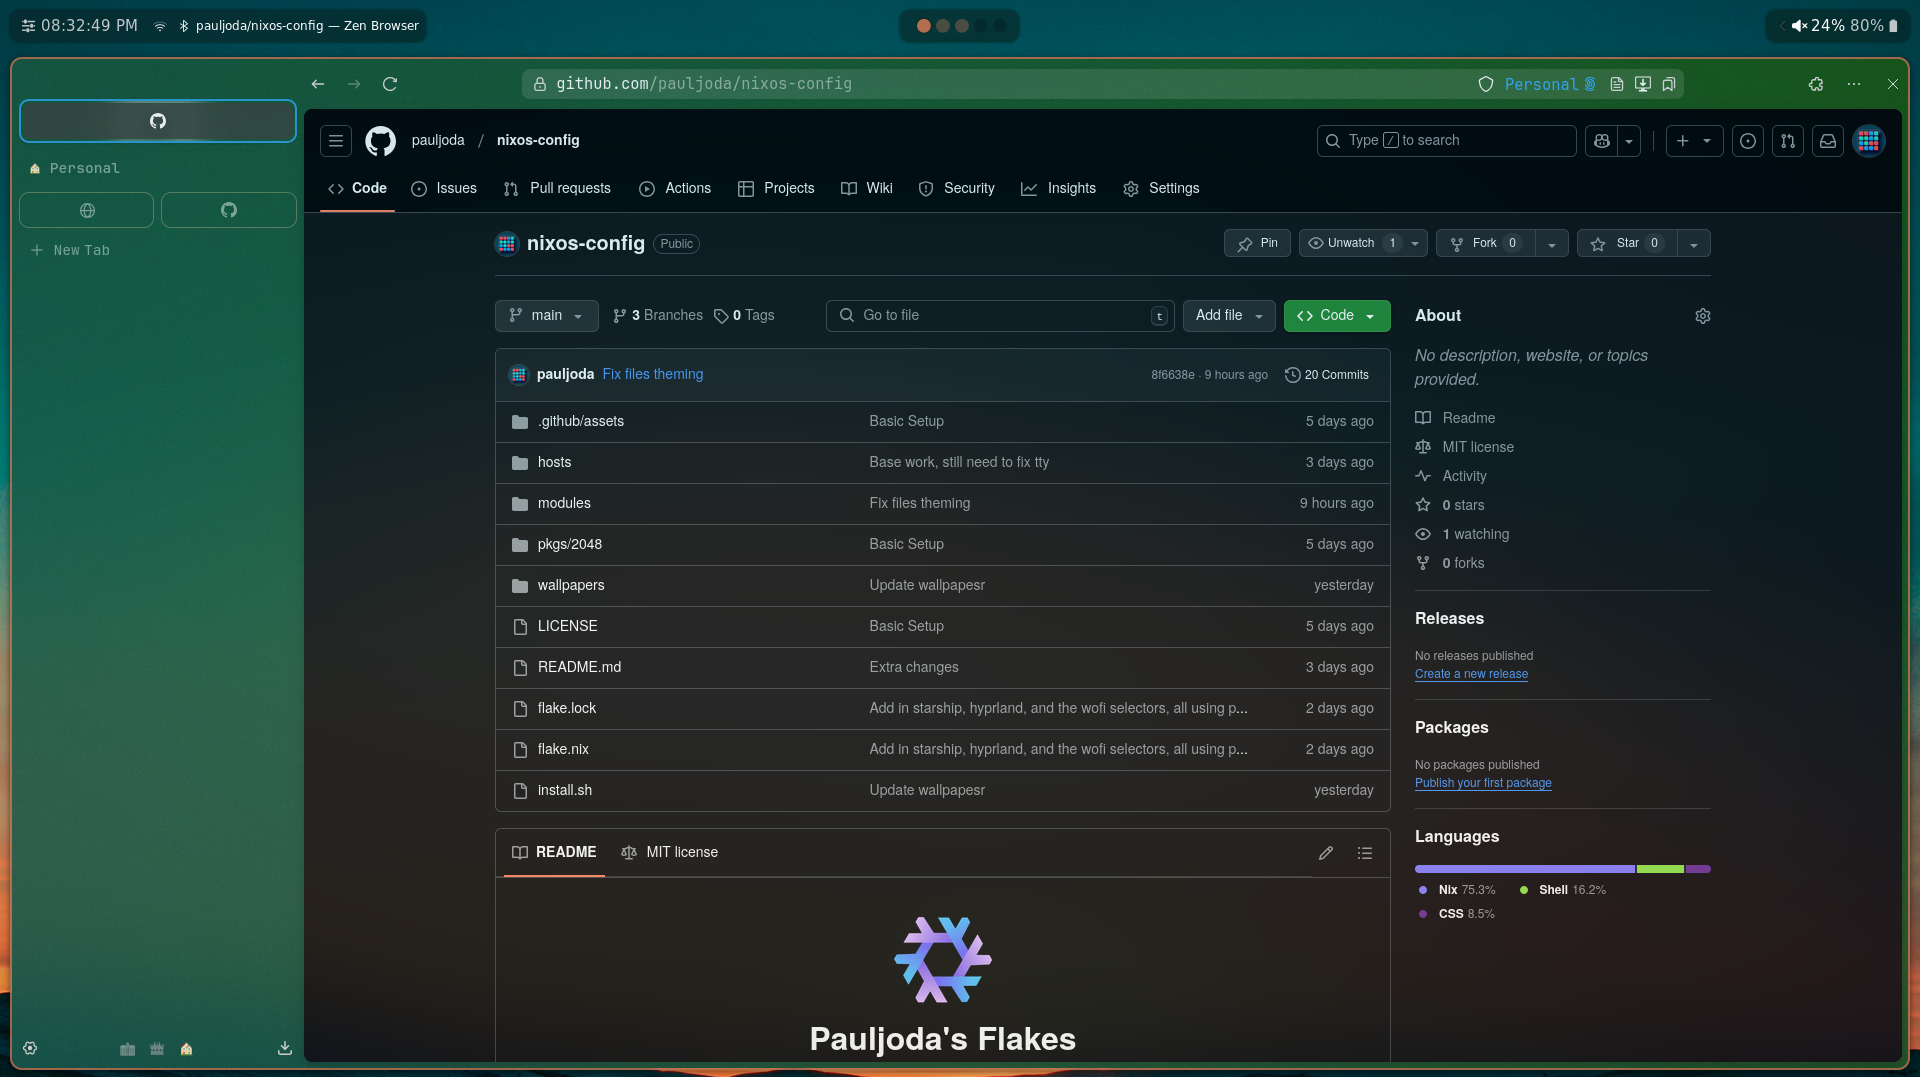 08:32:49 PM pauljoda/nixos-config — Zen Browser
24% 80%
github.com/pauljoda/nixos-config
Personal
Personal
New Tab
pauljoda / nixos-config
Type / to search
Code Issues Pull requests Actions Projects Wiki Security Insights Settings
nixos-config Public
Pin Unwatch 1 Fork 0 Star 0
main 3 Branches 0 Tags
Go to file t
Add file Code
pauljoda Fix files theming 8f6638e · 9 hours ago 20 Commits
.github/assets Basic Setup 5 days ago
hosts Base work, still need to fix tty 3 days ago
modules Fix files theming 9 hours ago
pkgs/2048 Basic Setup 5 days ago
wallpapers Update wallpapesr yesterday
LICENSE Basic Setup 5 days ago
README.md Extra changes 3 days ago
flake.lock Add in starship, hyprland, and the wofi selectors, all using p... 2 days ago
flake.nix Add in starship, hyprland, and the wofi selectors, all using p... 2 days ago
install.sh Update wallpapesr yesterday
README MIT license
Pauljoda's Flakes
About
No description, website, or topics
provided.
Readme
MIT license
Activity
0 stars
1 watching
0 forks
Releases
No releases published
Create a new release
Packages
No packages published
Publish your first package
Languages
Nix 75.3% Shell 16.2%
CSS 8.5%